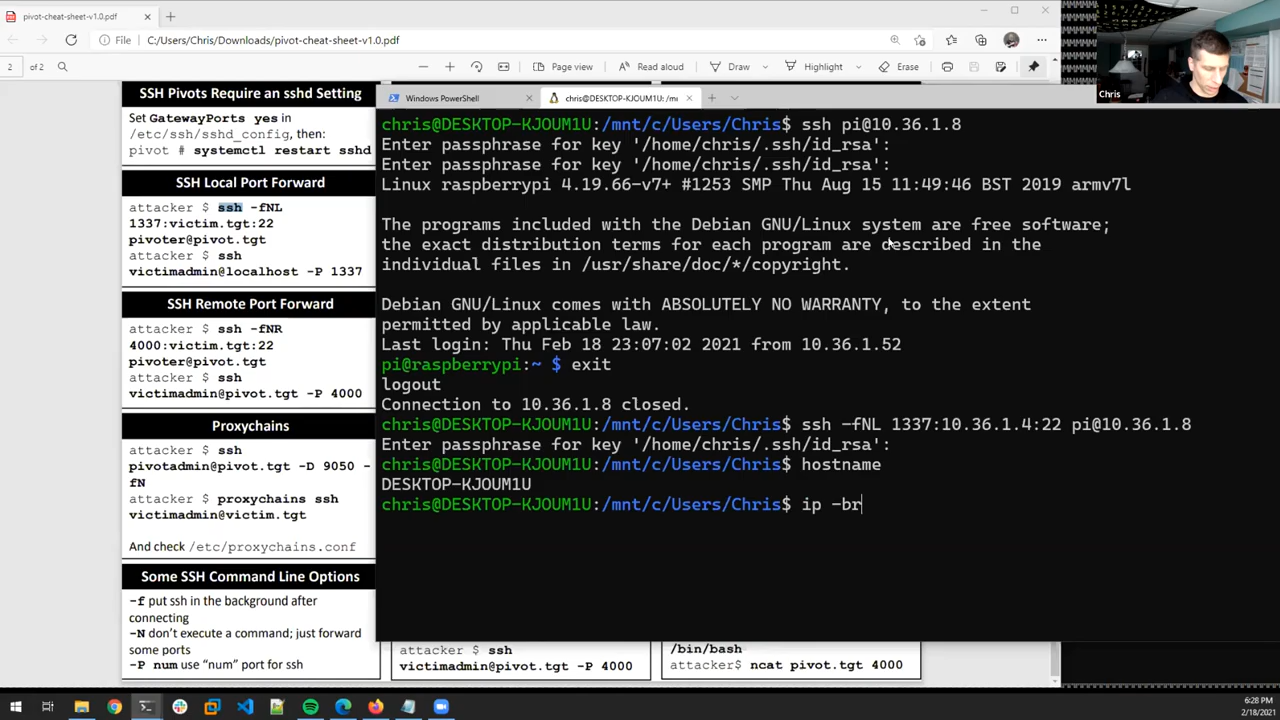 pivot-cheat-sheet-v1.0.pdf
File C:/Users/Chris/Downloads/pivot-cheat-sheet-v1.0.pdf
2 of 2 Page view Read aloud Draw Highlight Erase
Chris
SSH Pivots Require an sshd Setting
Set GatewayPorts yes in
/etc/ssh/sshd_config, then:
pivot # systemctl restart sshd
SSH Local Port Forward
attacker $ ssh -fNL
1337:victim.tgt:22
pivoter@pivot.tgt
attacker $ ssh
victimadmin@localhost -P 1337
SSH Remote Port Forward
attacker $ ssh -fNR
4000:victim.tgt:22
pivoter@pivot.tgt
attacker $ ssh
victimadmin@pivot.tgt -P 4000
Proxychains
attacker $ ssh
pivotadmin@pivot.tgt -D 9050 -
fN
attacker $ proxychains ssh
victimadmin@victim.tgt
And check /etc/proxychains.conf
Some SSH Command Line Options
-f put ssh in the background after
connecting
-N don't execute a command; just forward
some ports
-P num use "num" port for ssh
Windows PowerShell
chris@DESKTOP-KJOUM1U: /m
chris@DESKTOP-KJOUM1U:/mnt/c/Users/Chris$ ssh pi@10.36.1.8
Enter passphrase for key '/home/chris/.ssh/id_rsa':
Enter passphrase for key '/home/chris/.ssh/id_rsa':
Linux raspberrypi 4.19.66-v7+ #1253 SMP Thu Aug 15 11:49:46 BST 2019 armv7l
The programs included with the Debian GNU/Linux system are free software;
the exact distribution terms for each program are described in the
individual files in /usr/share/doc/*/copyright.
Debian GNU/Linux comes with ABSOLUTELY NO WARRANTY, to the extent
permitted by applicable law.
Last login: Thu Feb 18 23:07:02 2021 from 10.36.1.52
pi@raspberrypi:~ $ exit
logout
Connection to 10.36.1.8 closed.
chris@DESKTOP-KJOUM1U:/mnt/c/Users/Chris$ ssh -fNL 1337:10.36.1.4:22 pi@10.36.1.8
Enter passphrase for key '/home/chris/.ssh/id_rsa':
chris@DESKTOP-KJOUM1U:/mnt/c/Users/Chris$ hostname
DESKTOP-KJOUM1U
chris@DESKTOP-KJOUM1U:/mnt/c/Users/Chris$ ip -br
attacker $ ssh
victimadmin@pivot.tgt -P 4000
/bin/bash
attacker$ ncat pivot.tgt 4000
6:28 PM
2/18/2021